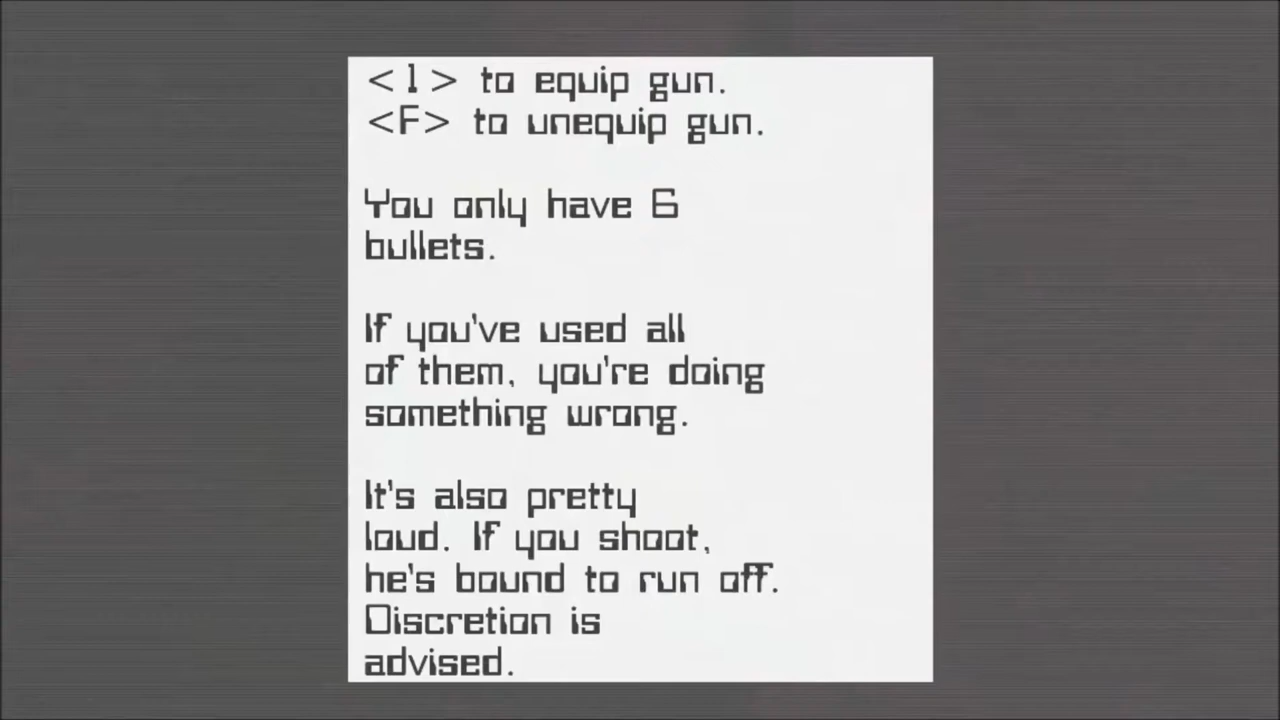 <1> to equip gun.
<F> to unequip gun.
You only have 6
bullets.
If you've used all
of them, you're doing
something wrong.
It's also pretty
loud. If you shoot,
he's bound to run off.
Discretion is
advised.